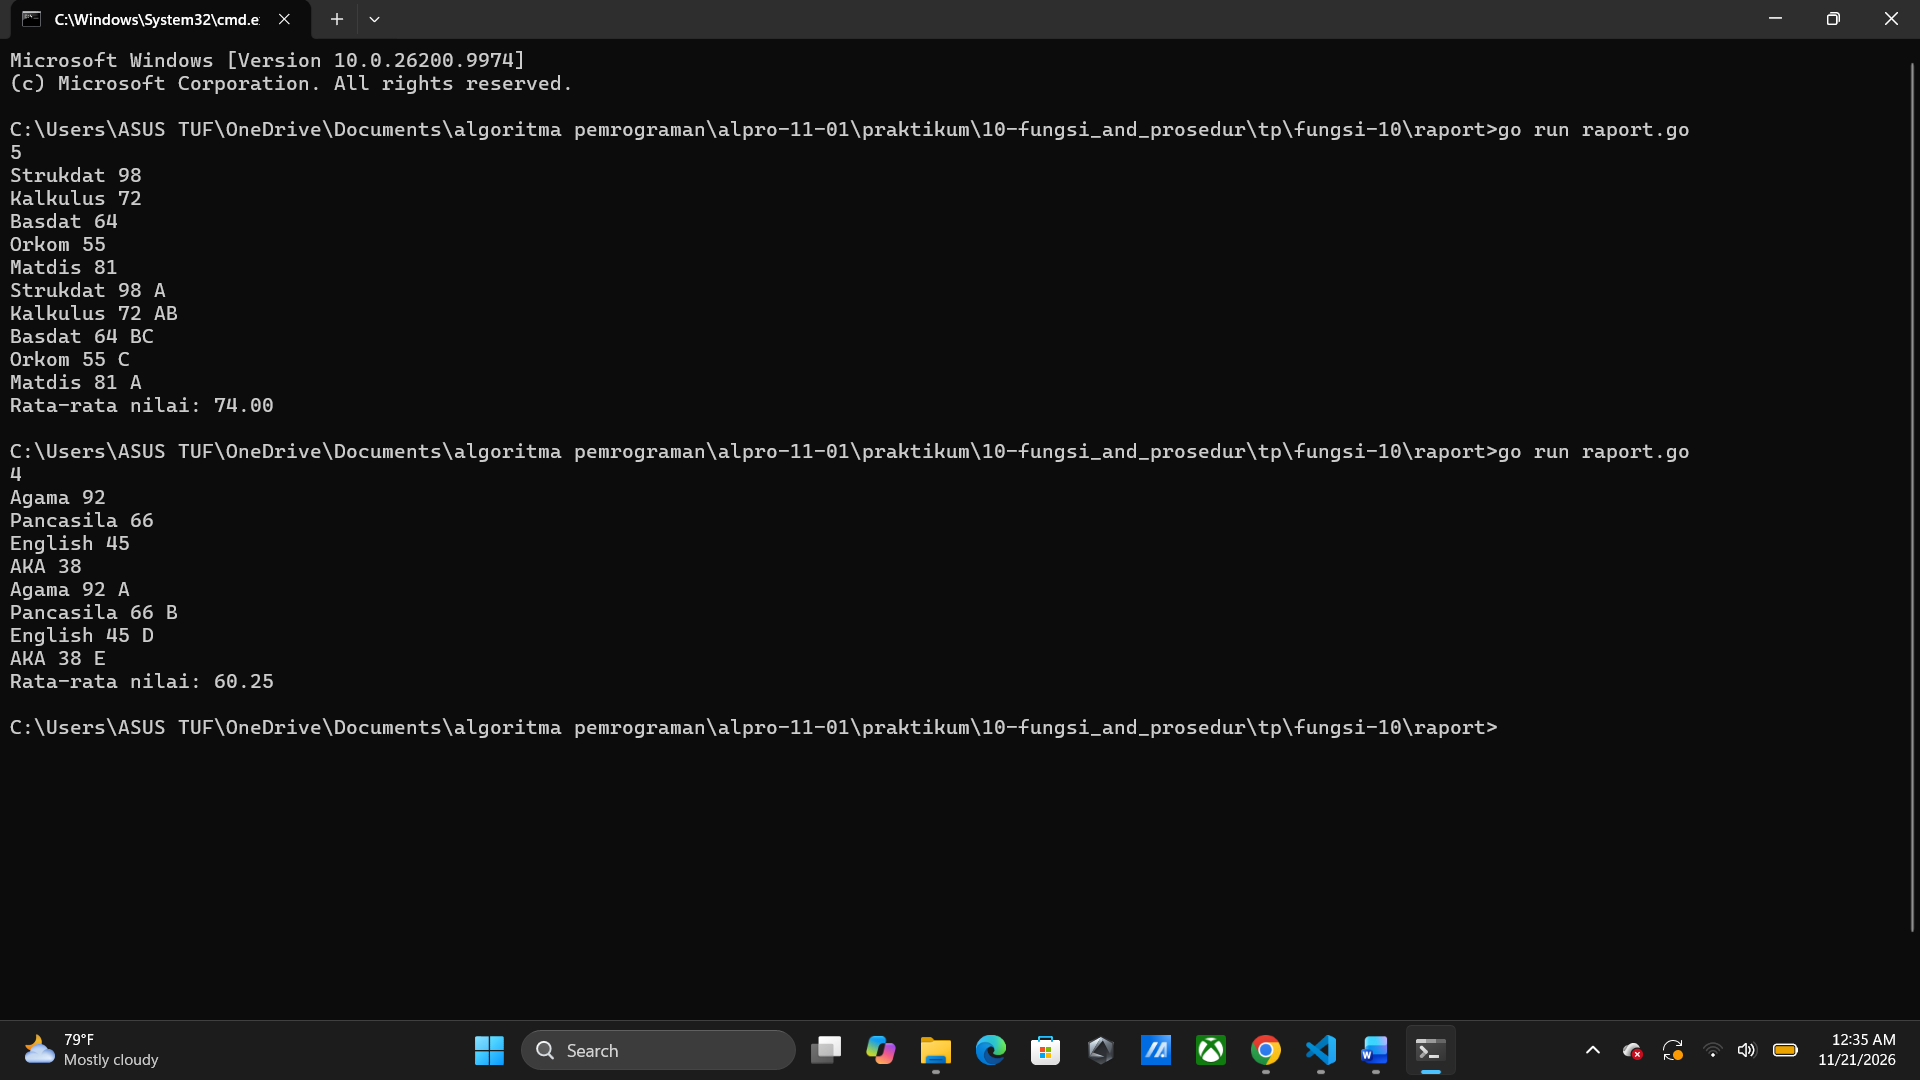 C:\Windows\System32\cmd.e
Microsoft Windows [Version 10.0.26200.9974]
(c) Microsoft Corporation. All rights reserved.
C:\Users\ASUS TUF\OneDrive\Documents\algoritma pemrograman\alpro-11-01\praktikum\10-fungsi_and_prosedur\tp\fungsi-10\raport>go run raport.go
5
Strukdat 98
Kalkulus 72
Basdat 64
Orkom 55
Matdis 81
Strukdat 98 A
Kalkulus 72 AB
Basdat 64 BC
Orkom 55 C
Matdis 81 A
Rata-rata nilai: 74.00
C:\Users\ASUS TUF\OneDrive\Documents\algoritma pemrograman\alpro-11-01\praktikum\10-fungsi_and_prosedur\tp\fungsi-10\raport>go run raport.go
4
Agama 92
Pancasila 66
English 45
AKA 38
Agama 92 A
Pancasila 66 B
English 45 D
AKA 38 E
Rata-rata nilai: 60.25
C:\Users\ASUS TUF\OneDrive\Documents\algoritma pemrograman\alpro-11-01\praktikum\10-fungsi_and_prosedur\tp\fungsi-10\raport>
79°F
Mostly cloudy
Search
12:35 AM
11/21/2026